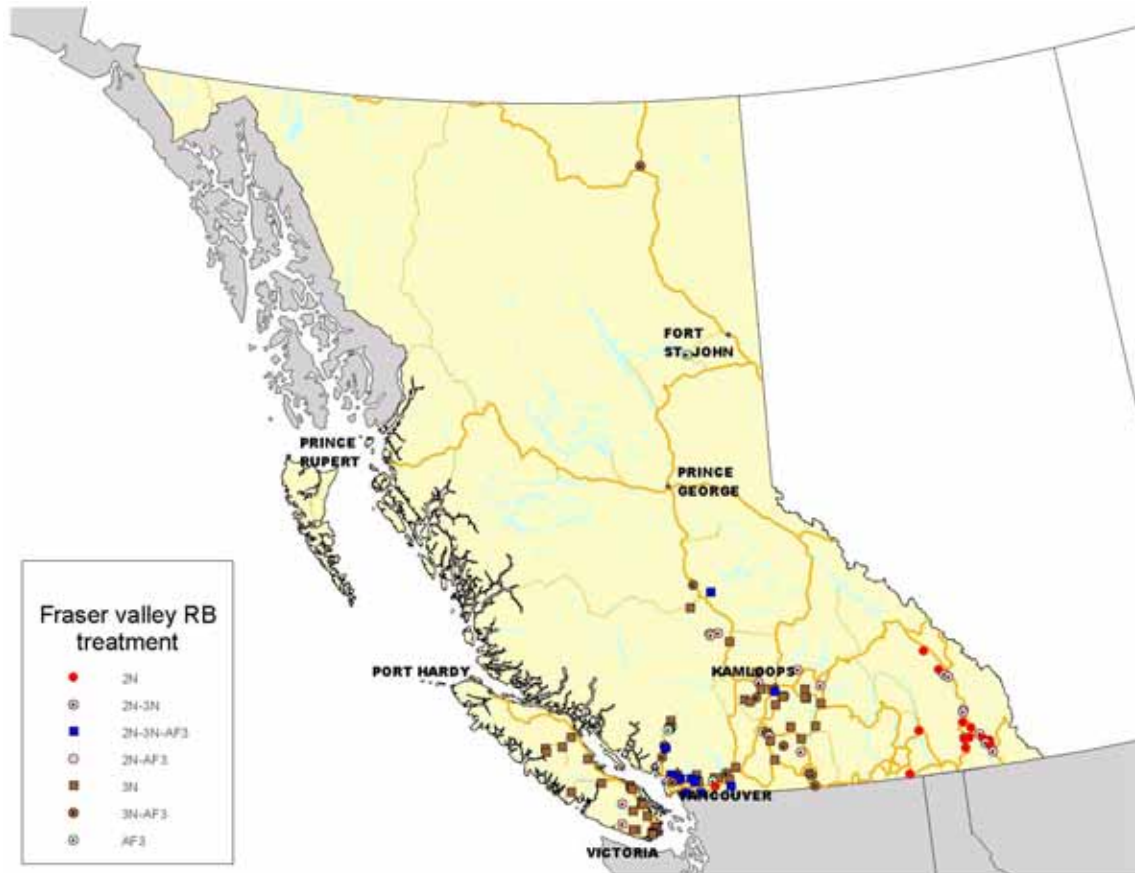 FORT
ST. JOHN
PRINCE
RUPERT
PRINCE
GEORGE
PORT HARDY
KAMLOOPS
VANCOUVER
VICTORIA
Fraser valley RB
treatment
2N
2N-3N
2N-3N-AF3
2N-AF3
3N
3N-AF3
AF3